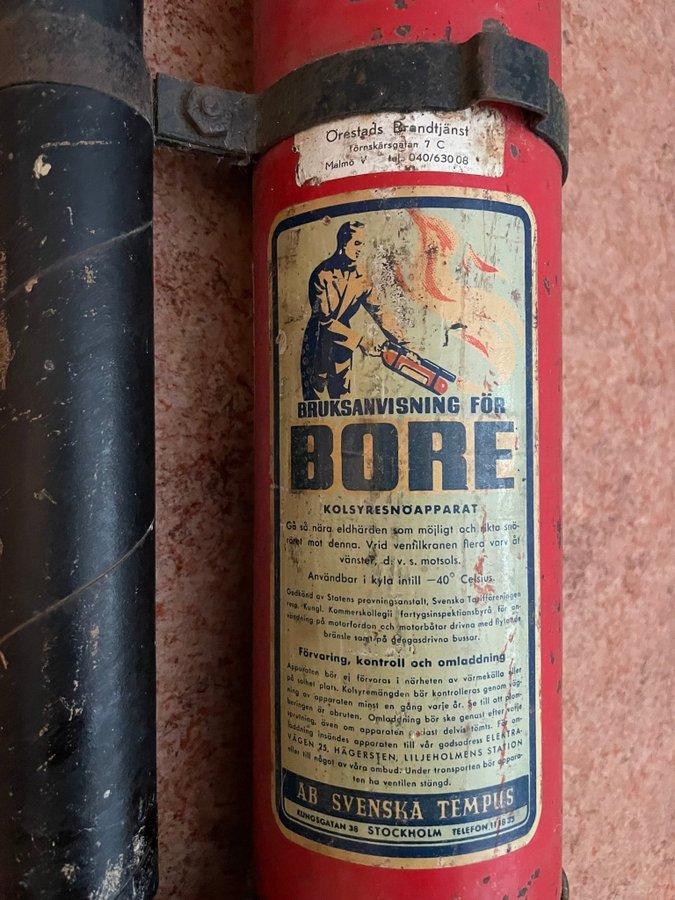 Örestads Brandtjänst
Törnskärsgatan 7 C
Malmö V tel. 040/630 08
BRUKSANVISNING FÖR
BORE
KOLSYRESNÖAPPARAT
Gå så nära eldhärden som möjligt och rikta snö-
röret mot denna. Vrid ventilkranen flera varv åt
vänster, d. v. s. motsols.
Användbar i kyla intill —40° Celsius.
Godkänd av Statens provningsanstalt, Svenska Tariffföreningen
resp. Kungl. Kommerskollegii fartygsinspektionsbyrå för an-
vändning på motorfordon och motorbåtar drivna med flytande
bränsle samt på gengasdrivna bussar.
Förvaring, kontroll och omladdning
Apparaten bör ej förvaras i närheten av värmekälla eller
på solhet plats. Kolsyremängden bör kontrolleras genom väg-
ning av apparaten minst en gång varje år. Se till att plom-
beringen är obruten. Omladdning bör ske genast efter varje
sprutning, även om apparaten endast delvis tömts. För om-
laddning insändes apparaten till vår godsadress ELEKTRA-
VÄGEN 25, HÄGERSTEN, LILJEHOLMENS STATION
eller till något av våra ombud. Under transporten bör appara-
ten ha ventilen stängd.
AB SVENSKA TEMPUS
KUNGSGATAN 38 STOCKHOLM TELEFON